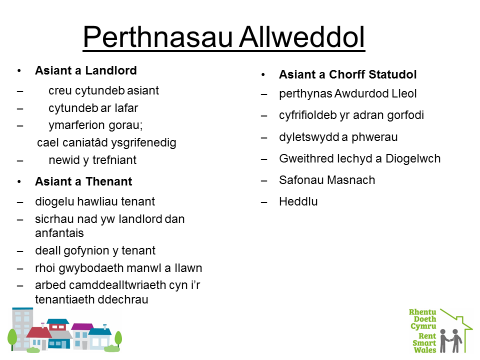 Perthnasau Allweddol
• Asiant a Landlord
– creu cytundeb asiant
– cytundeb ar lafar
– ymarferion gorau;
cael caniatâd ysgrifenedig
– newid y trefniant
• Asiant a Thenant
– diogelu hawliau tenant
– sicrhau nad yw landlord dan
anfantais
– deall gofynion y tenant
– rhoi gwybodaeth manwl a llawn
– arbed camddealltwriaeth cyn i'r
tenantiaeth ddechrau
• Asiant a Chorff Statudol
– perthynas Awdurdod Lleol
– cyfrifioldeb yr adran gorfodi
– dyletswydd a phwerau
– Gweithred Iechyd a Diogelwch
– Safonau Masnach
– Heddlu
Rhentu
Doeth
Cymru
Rent
Smart
Wales